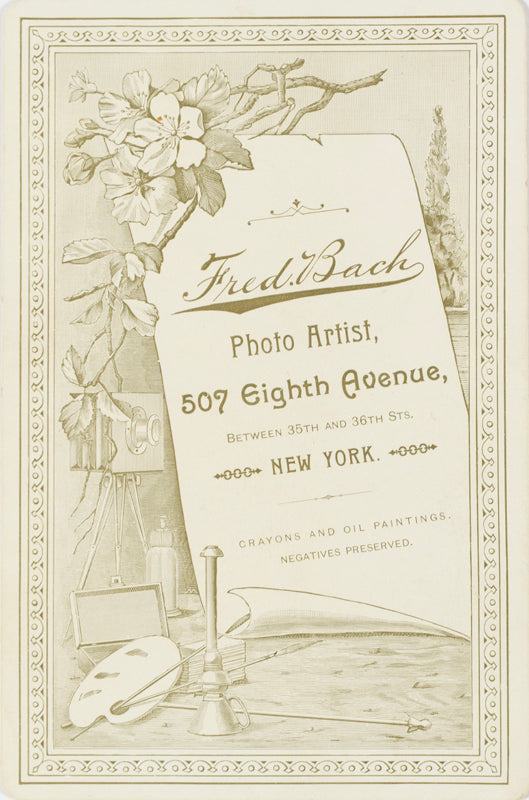 Fred. Bach
Photo Artist,
507 Eighth Avenue,
BETWEEN 35TH AND 36TH STS.
NEW YORK.
CRAYONS AND OIL PAINTINGS.
NEGATIVES PRESERVED.